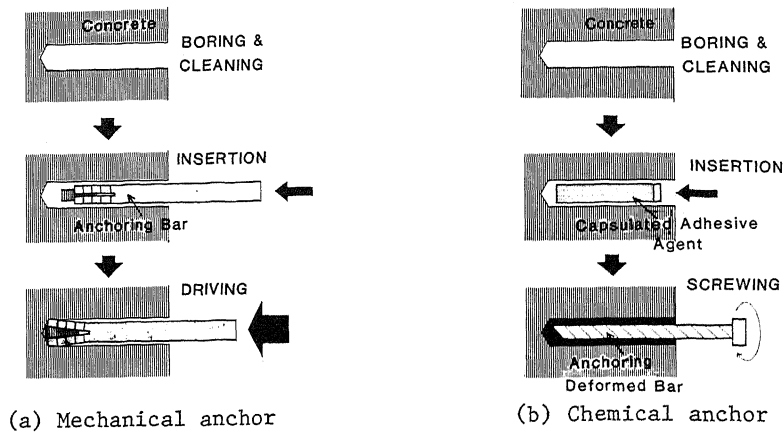 Concrete
BORING &
CLEANING
INSERTION
Anchoring Bar
DRIVING
(a) Mechanical anchor
Concrete
BORING &
CLEANING
INSERTION
Capsulated Adhesive
Agent
SCREWING
Anchoring
Deformed Bar
(b) Chemical anchor